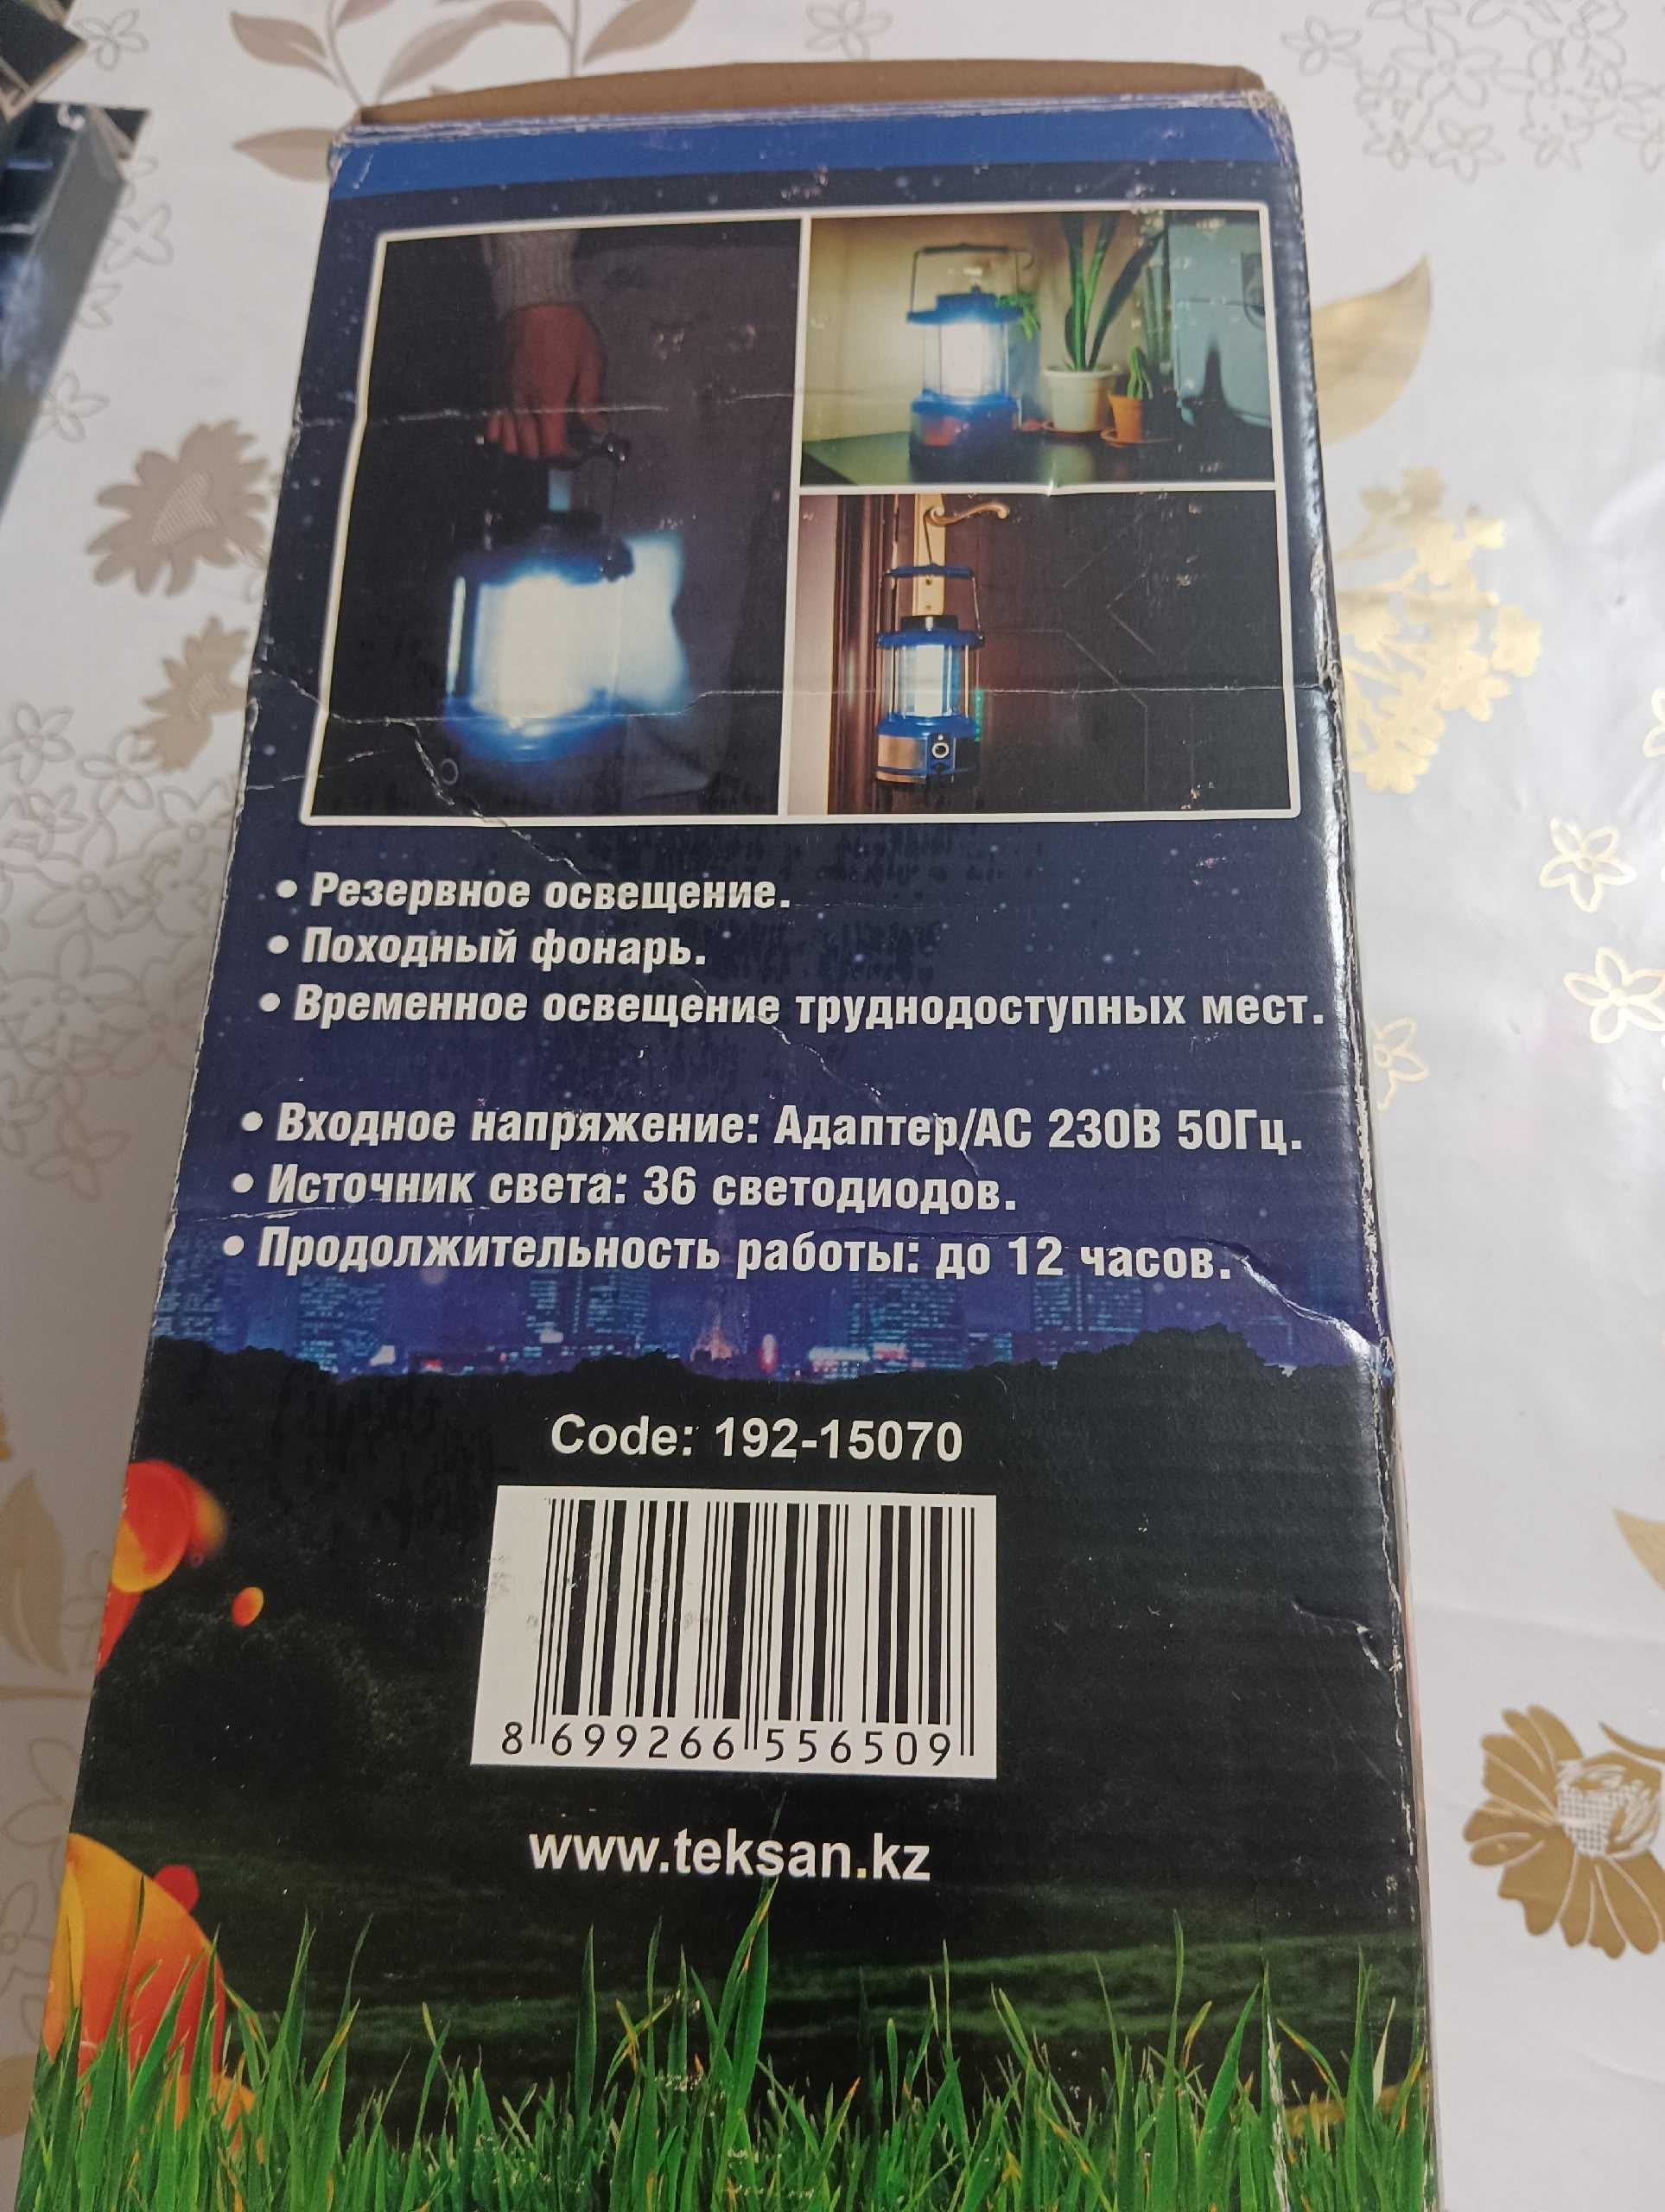 • Резервное освещение.
• Походный фонарь.
• Временное освещение труднодоступных мест.
• Входное напряжение: Адаптер/АС 230В 50Гц.
• Источник света: 36 светодиодов.
• Продолжительность работы: до 12 часов.
Code: 192-15070
8 699266 556509
www.teksan.kz